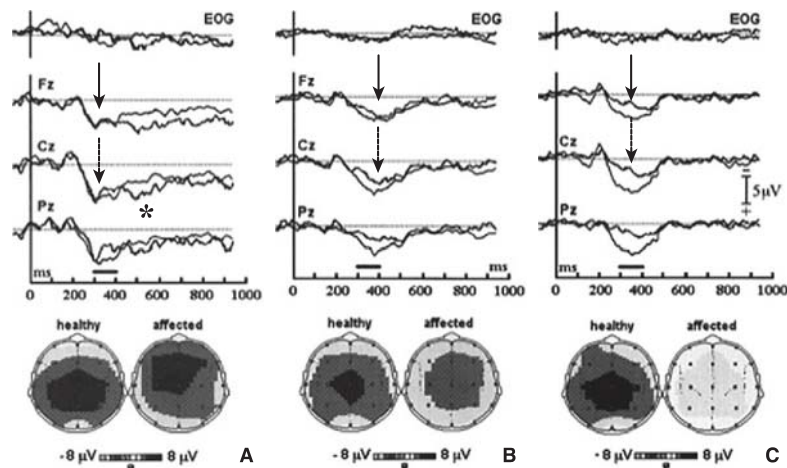 EOG
Fz
Cz
*
Pz
ms
0 200 400 600 800 1000
healthy affected
-8 µV 8 µV
A
EOG
Fz
Cz
Pz
ms
0 200 400 600 800 1000
healthy affected
-8 µV 8 µV
B
EOG
Fz
Cz
-
5µV
+
Pz
ms
0 200 400 600 800 1000
healthy affected
-8 µV 8 µV
C